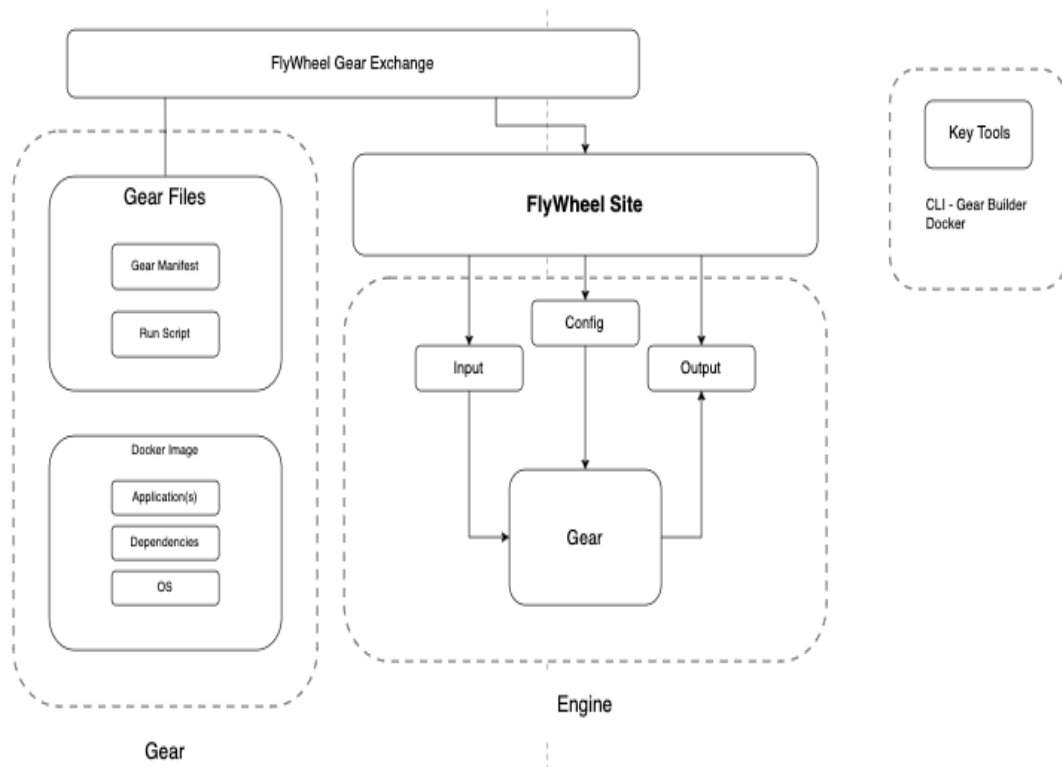 FlyWheel Gear Exchange
Key Tools
CLI - Gear Builder
Docker
Gear Files
Gear Manifest
Run Script
Docker Image
Application(s)
Dependencies
OS
Gear
FlyWheel Site
Config
Input
Output
Gear
Engine